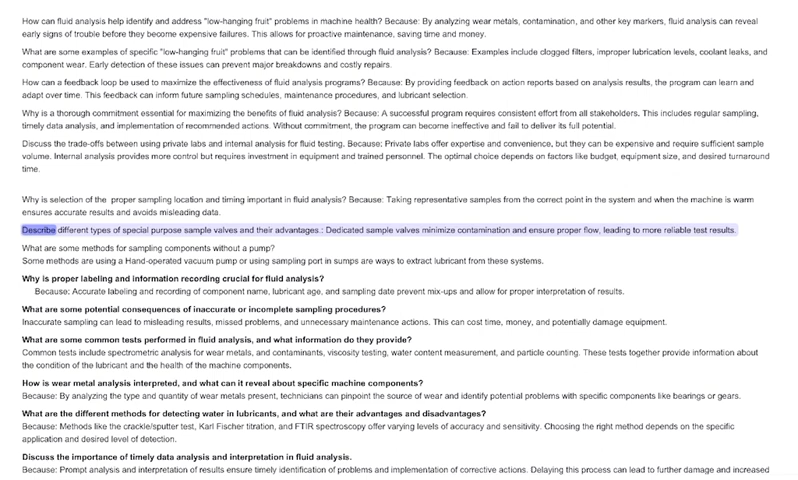 How can fluid analysis help identify and address "low-hanging fruit" problems in machine health? Because: By analyzing wear metals, contamination, and other key markers, fluid analysis can reveal
early signs of trouble before they become expensive failures. This allows for proactive maintenance, saving time and money.
What are some examples of specific "low-hanging fruit" problems that can be identified through fluid analysis? Because: Examples include clogged filters, improper lubrication levels, coolant leaks, and
component wear. Early detection of these issues can prevent major breakdowns and costly repairs.
How can a feedback loop be used to maximize the effectiveness of fluid analysis programs? Because: By providing feedback on action reports based on analysis results, the program can learn and
adapt over time. This feedback can inform future sampling schedules, maintenance procedures, and lubricant selection.
Why is a thorough commitment essential for maximizing the benefits of fluid analysis? Because: A successful program requires consistent effort from all stakeholders. This includes regular sampling,
timely data analysis, and implementation of recommended actions. Without commitment, the program can become ineffective and fail to deliver its full potential.
Discuss the trade-offs between using private labs and internal analysis for fluid testing. Because: Private labs offer expertise and convenience, but they can be expensive and require sufficient sample
volume. Internal analysis provides more control but requires investment in equipment and trained personnel. The optimal choice depends on factors like budget, equipment size, and desired turnaround
time.
Why is selection of the proper sampling location and timing important in fluid analysis? Because: Taking representative samples from the correct point in the system and when the machine is warm
ensures accurate results and avoids misleading data.
Describe different types of special purpose sample valves and their advantages.: Dedicated sample valves minimize contamination and ensure proper flow, leading to more reliable test results.
What are some methods for sampling components without a pump?
Some methods are using a Hand-operated vacuum pump or using sampling port in sumps are ways to extract lubricant from these systems.
Why is proper labeling and information recording crucial for fluid analysis?
Because: Accurate labeling and recording of component name, lubricant age, and sampling date prevent mix-ups and allow for proper interpretation of results.
What are some potential consequences of inaccurate or incomplete sampling procedures?
Inaccurate sampling can lead to misleading results, missed problems, and unnecessary maintenance actions. This can cost time, money, and potentially damage equipment.
What are some common tests performed in fluid analysis, and what information do they provide?
Common tests include spectrometric analysis for wear metals, and contaminants, viscosity testing, water content measurement, and particle counting. These tests together provide information about
the condition of the lubricant and the health of the machine components.
How is wear metal analysis interpreted, and what can it reveal about specific machine components?
Because: By analyzing the type and quantity of wear metals present, technicians can pinpoint the source of wear and identify potential problems with specific components like bearings or gears.
What are the different methods for detecting water in lubricants, and what are their advantages and disadvantages?
Because: Methods like the crackle/sputter test, Karl Fischer titration, and FTIR spectroscopy offer varying levels of accuracy and sensitivity. Choosing the right method depends on the specific
application and desired level of detection.
Discuss the importance of timely data analysis and interpretation in fluid analysis.
Because: Prompt analysis and interpretation of results ensure timely identification of problems and implementation of corrective actions. Delaying this process can lead to further damage and increased